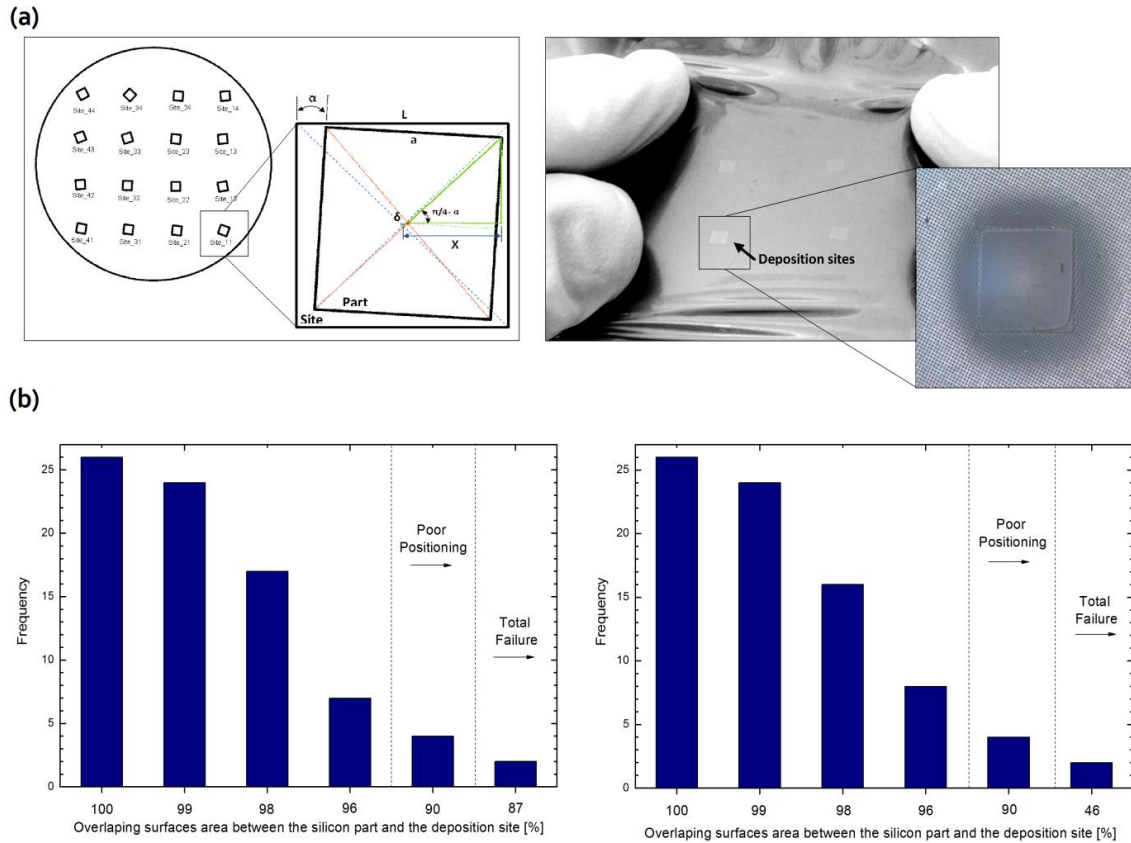 (a)
Site_44
Site_34
Site_24
Site_14
Site_43
Site_33
Site_23
Site_13
Site_42
Site_32
Site_22
Site_12
Site_41
Site_31
Site_21
Site_11
α
L
a
δ
π/4- α
X
Part
Site
Deposition sites
(b)
25
20
15
10
5
0
Frequency
Poor
Positioning
Total
Failure
100 99 98 96 90 87
Overlaping surfaces area between the silicon part and the deposition site [%]
25
20
15
10
5
0
Frequency
Poor
Positioning
Total
Failure
100 99 98 96 90 46
Overlaping surfaces area between the silicon part and the deposition site [%]